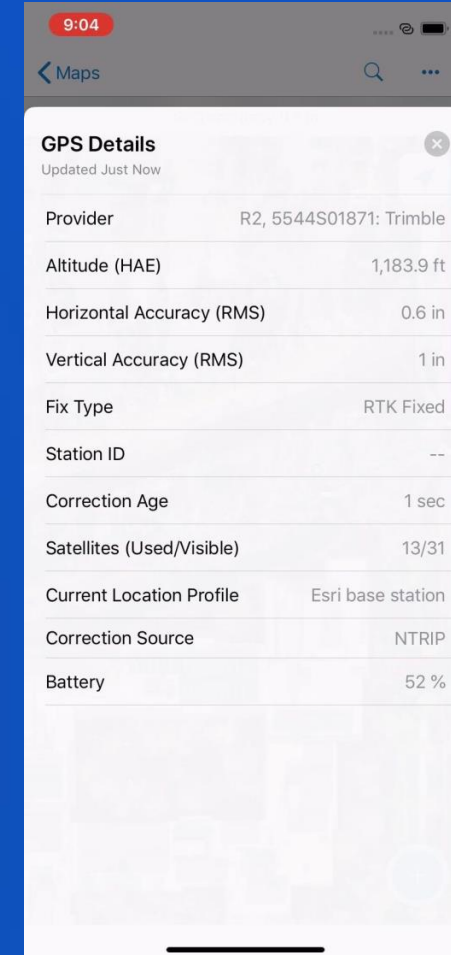 9:04
Maps
GPS Details
Updated Just Now
Provider R2, 5544S01871: Trimble
Altitude (HAE) 1,183.9 ft
Horizontal Accuracy (RMS) 0.6 in
Vertical Accuracy (RMS) 1 in
Fix Type RTK Fixed
Station ID --
Correction Age 1 sec
Satellites (Used/Visible) 13/31
Current Location Profile Esri base station
Correction Source NTRIP
Battery 52 %